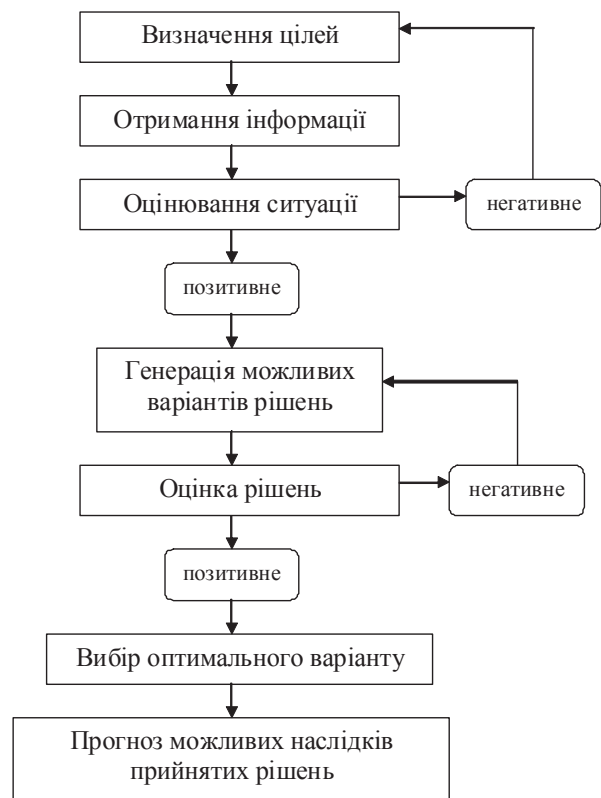 Визначення цілей
Отримання інформації
Оцінювання ситуації
негативне
позитивне
Генерація можливих
варіантів рішень
Оцінка рішень
негативне
позитивне
Вибір оптимального варіанту
Прогноз можливих наслідків
прийнятих рішень